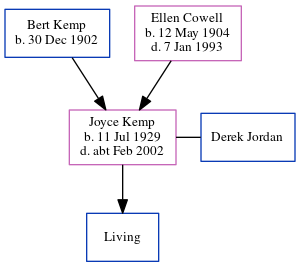 Bert Kemp
b. 30 Dec 1902
Ellen Cowell
b. 12 May 1904
d. 7 Jan 1993
Joyce Kemp
b. 11 Jul 1929
d. abt Feb 2002
Derek Jordan
Living